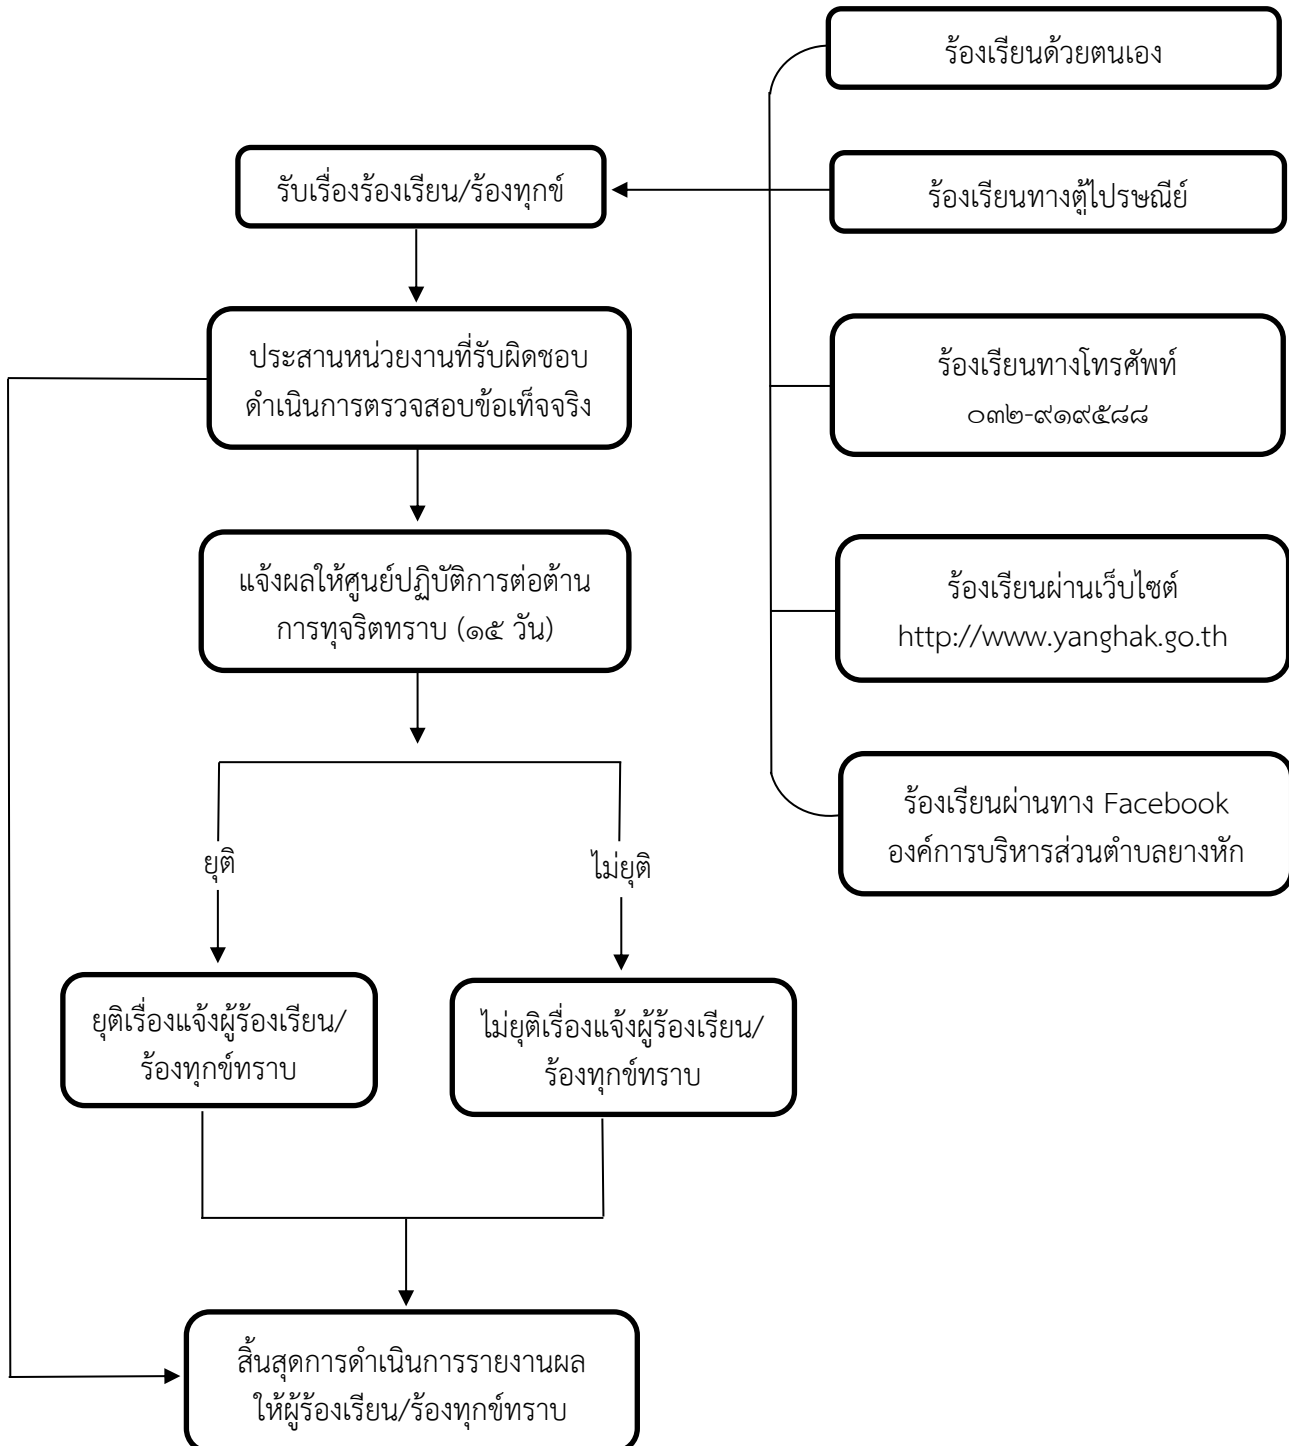 ร้องเรียนด้วยตนเอง
รับเรื่องร้องเรียน/ร้องทุกข์
ร้องเรียนทางตู้ไปรษณีย์
ประสานหน่วยงานที่รับผิดชอบ
ดำเนินการตรวจสอบข้อเท็จจริง
ร้องเรียนทางโทรศัพท์
๐๓๒-๙๑๙๕๘๘
แจ้งผลให้ศูนย์ปฏิบัติการต่อต้าน
การทุจริตทราบ (๑๕ วัน)
ร้องเรียนผ่านเว็บไซต์
http://www.yanghak.go.th
ร้องเรียนผ่านทาง Facebook
องค์การบริหารส่วนตำบลยางหัก
ยุติ
ไม่ยุติ
ยุติเรื่องแจ้งผู้ร้องเรียน/
ร้องทุกข์ทราบ
ไม่ยุติเรื่องแจ้งผู้ร้องเรียน/
ร้องทุกข์ทราบ
สิ้นสุดการดำเนินการรายงานผล
ให้ผู้ร้องเรียน/ร้องทุกข์ทราบ